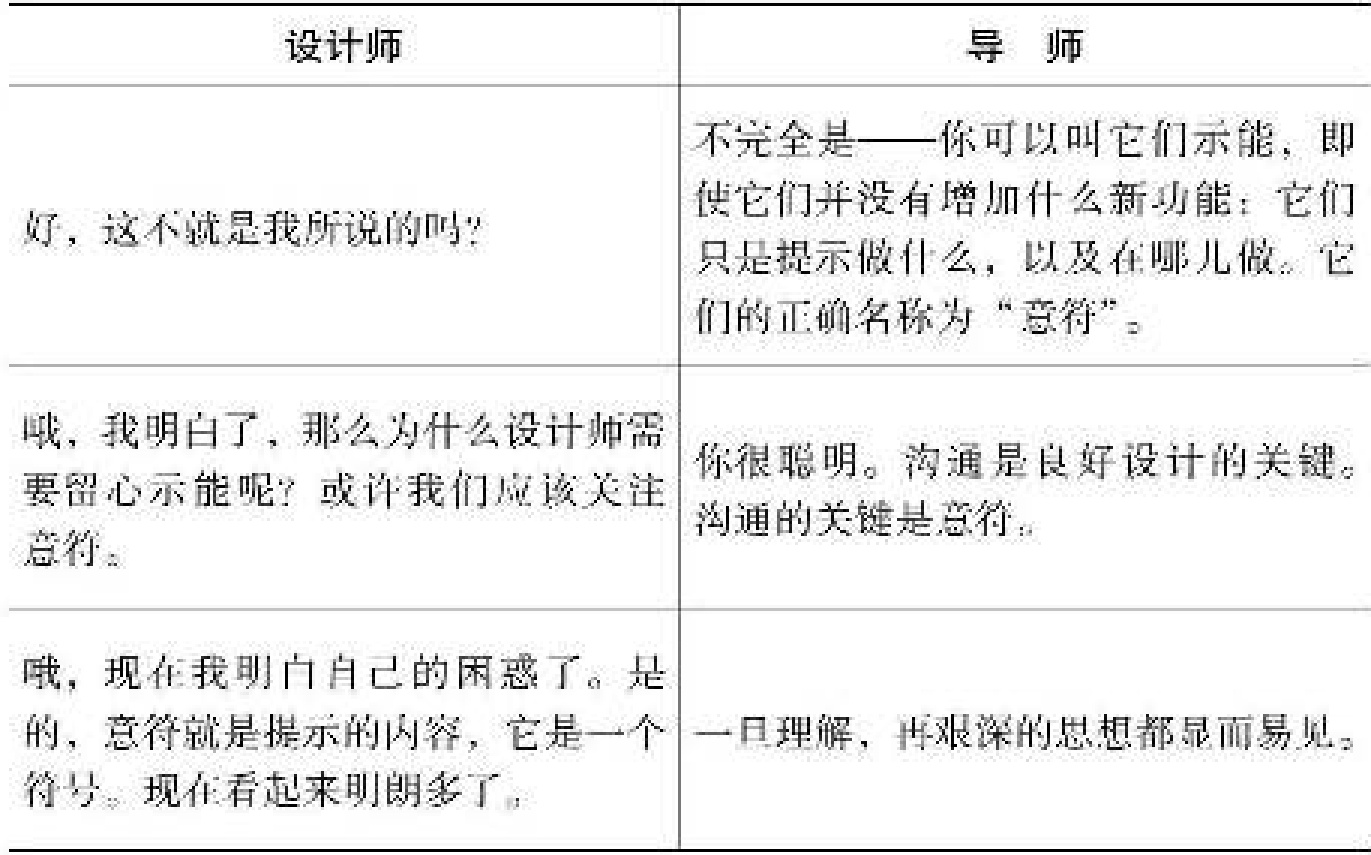 设计师
导 师
好，这不就是我所说的吗？
不完全是——你可以叫它们示能，即
使它们并没有增加什么新功能：它们
只是提示做什么，以及在哪儿做。它
们的正确名称为“意符”。
哦，我明白了，那么为什么设计师需
要留心示能呢？或许我们应该关注
意符。
你很聪明。沟通是良好设计的关键。
沟通的关键是意符。
哦，现在我明白自己的困惑了。是
的，意符就是提示的内容，它是一个
符号。现在看起来明朗多了。
一旦理解，再艰深的思想都显而易见。